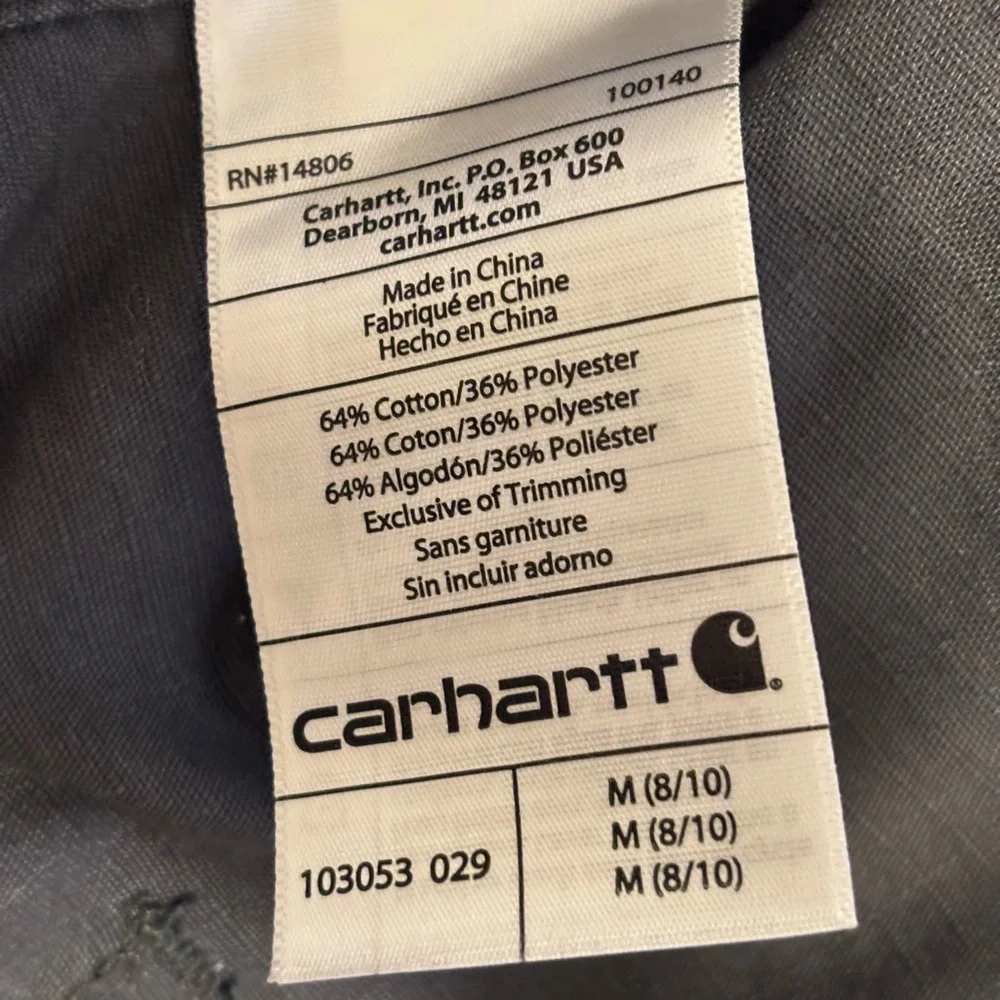 100140
RN#14806
Carhartt, Inc. P.O. Box 600
Dearborn, MI 48121 USA
carhartt.com
Made in China
Fabriqué en Chine
Hecho en China
64% Cotton/36% Polyester
64% Coton/36% Polyester
64% Algodón/36% Poliéster
Exclusive of Trimming
Sans garniture
Sin incluir adorno
carhartt ®
103053 029
M (8/10)
M (8/10)
M (8/10)